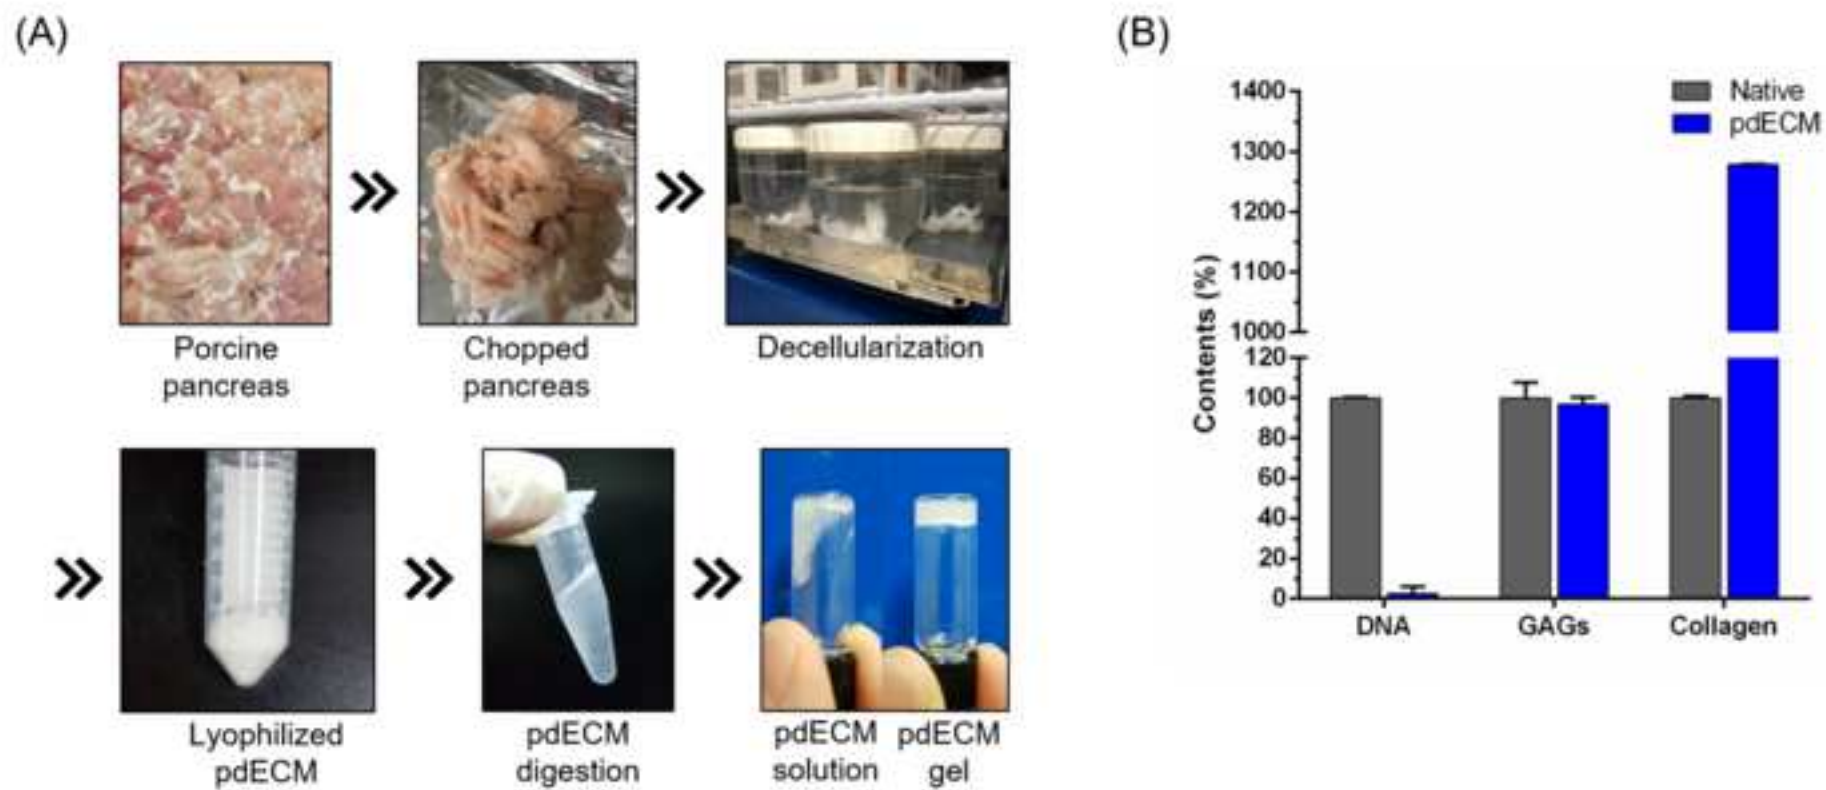 (A)
Porcine
pancreas
Chopped
pancreas
Decellularization
Lyophilized
pdECM
pdECM
digestion
pdECM
solution
pdECM
gel
(B)
Native
pdECM
Contents (%)
1400
1300
1200
1100
1000
120
100
80
60
40
20
0
DNA
GAGs
Collagen